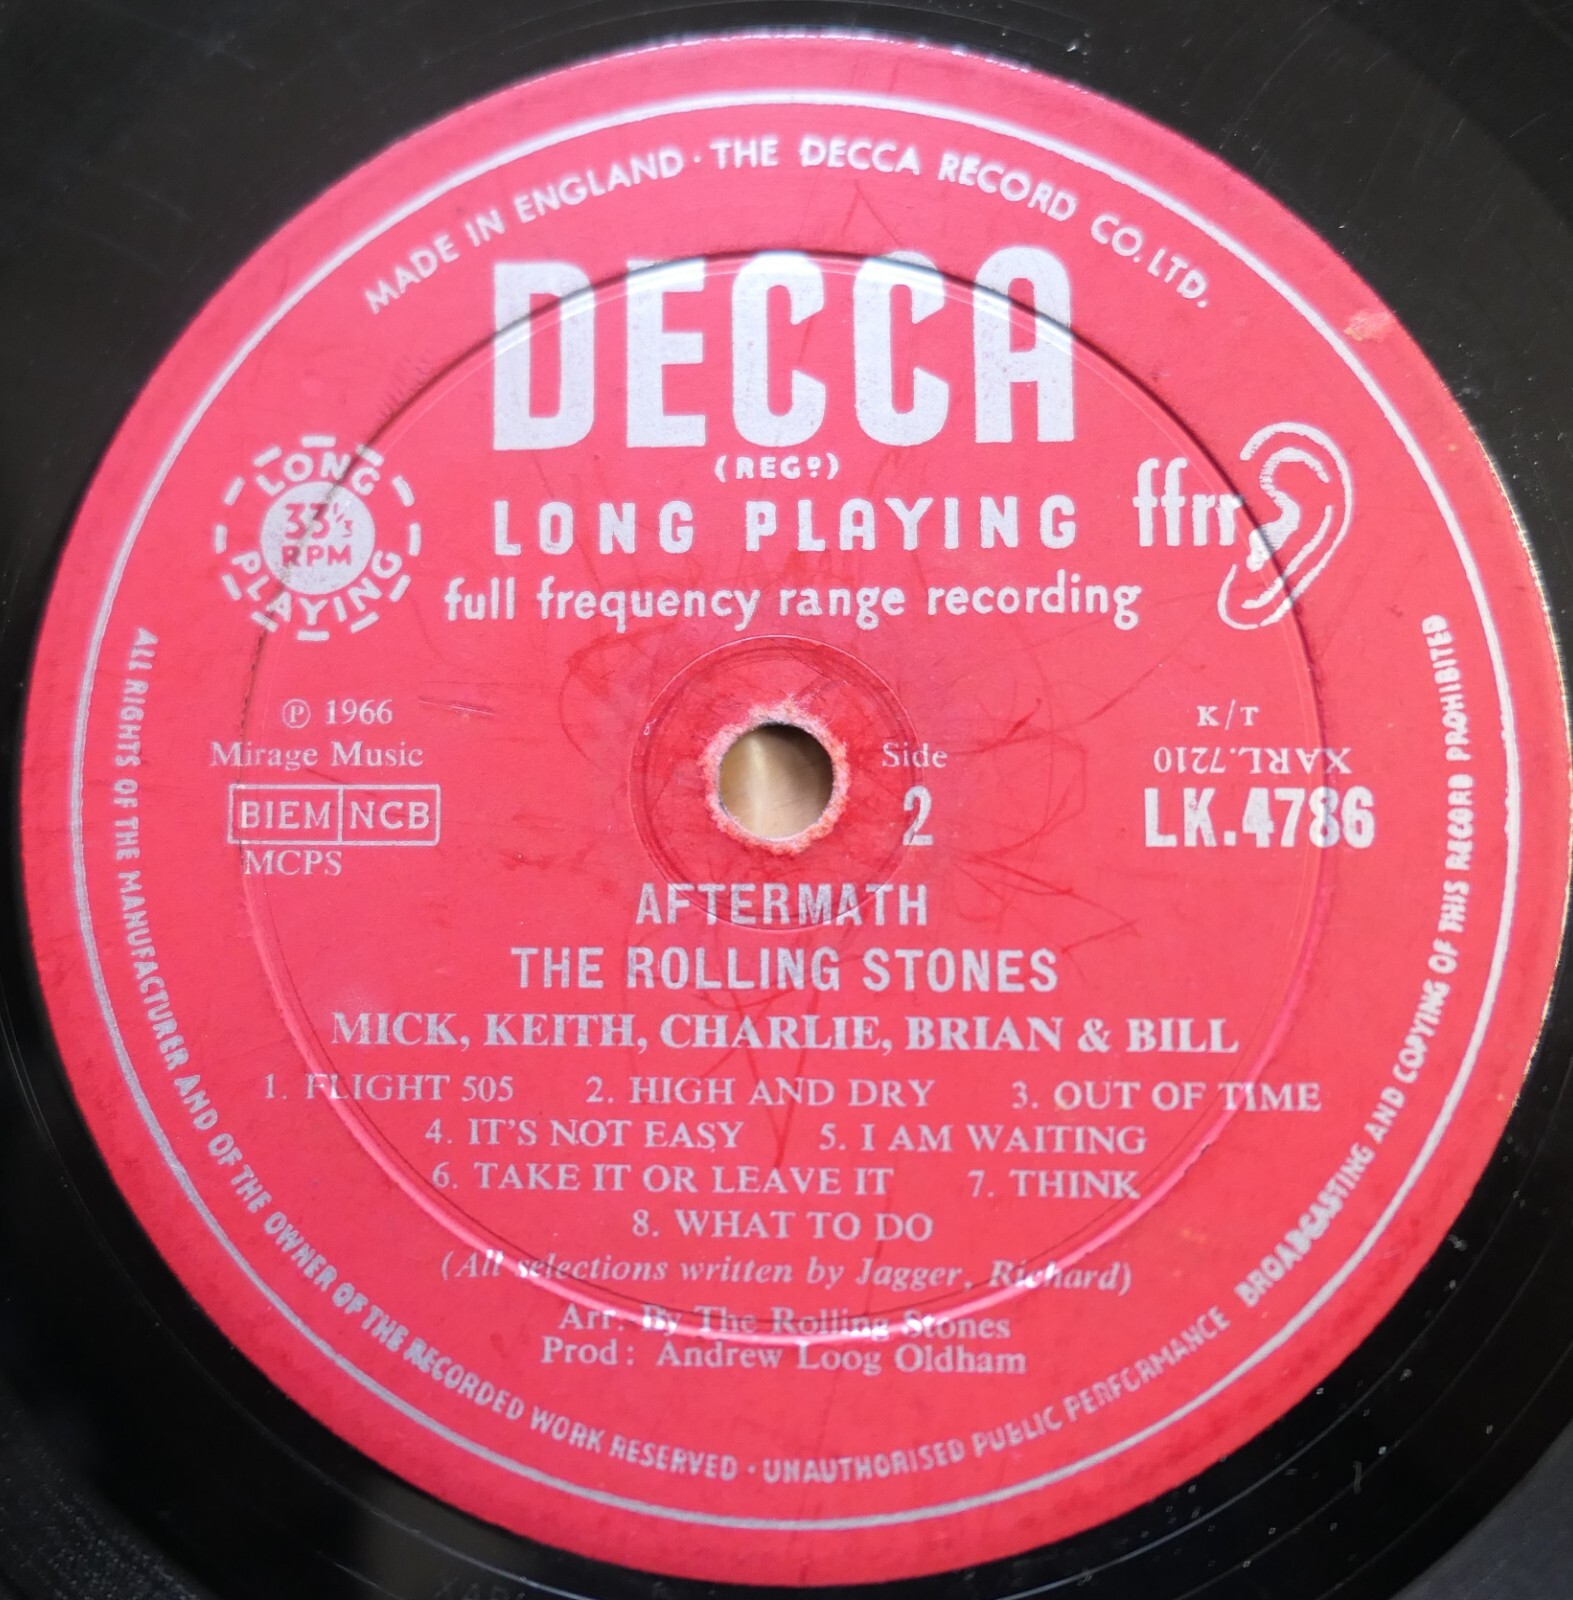 MADE IN ENGLAND · THE DECCA RECORD CO. LTD.
DECCA
(REGD)
LONG PLAYING
33⅓
RPM
LONG PLAYING
ffrr
full frequency range recording
℗ 1966
Mirage Music
BIEM NCB
MCPS
Side
2
K/T
XARL.7210
LK.4786
AFTERMATH
THE ROLLING STONES
MICK, KEITH, CHARLIE, BRIAN & BILL
1. FLIGHT 505 2. HIGH AND DRY 3. OUT OF TIME
4. IT'S NOT EASY 5. I AM WAITING
6. TAKE IT OR LEAVE IT 7. THINK
8. WHAT TO DO
(All selections written by Jagger, Richard)
Arr. By The Rolling Stones
Prod: Andrew Loog Oldham
ALL RIGHTS OF THE MANUFACTURER AND OF THE OWNER OF THE RECORDED WORK RESERVED · UNAUTHORISED PUBLIC PERFORMANCE BROADCASTING AND COPYING OF THIS RECORD PROHIBITED